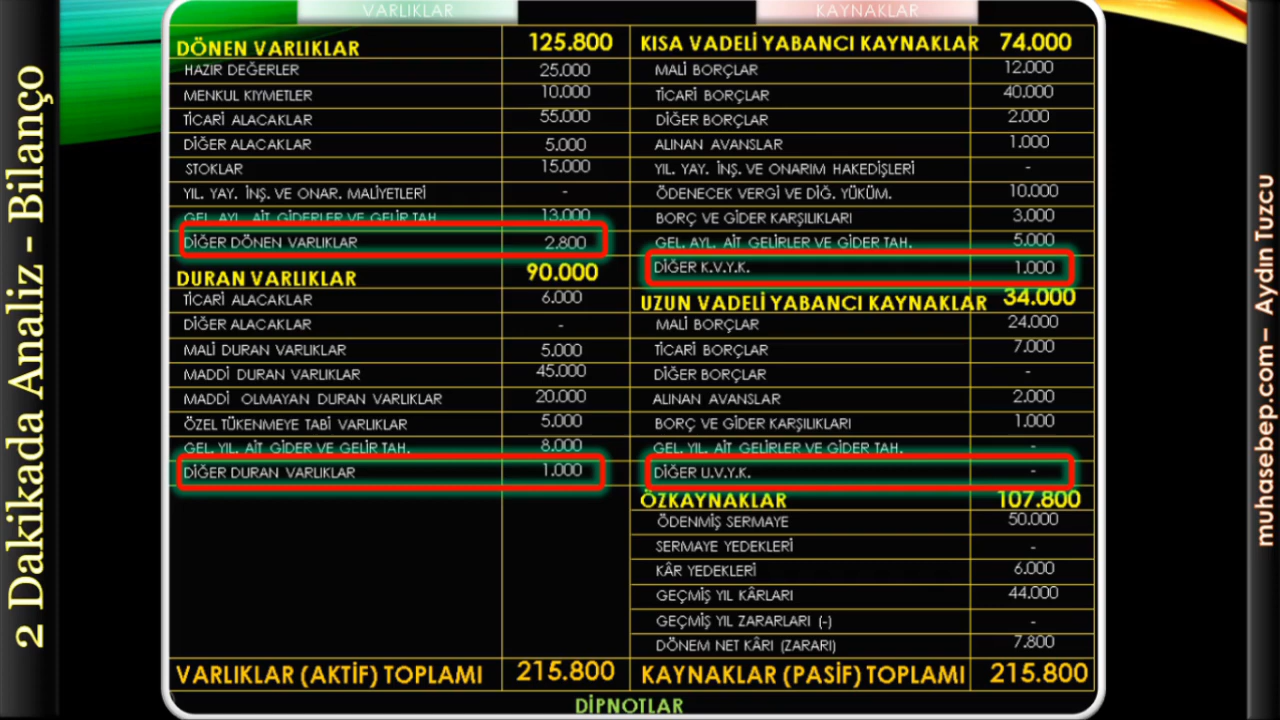 2 Dakikada Analiz - Bilanço
VARLIKLAR
DÖNEN VARLIKLAR 125.800
HAZIR DEĞERLER 25.000
MENKUL KIYMETLER 10.000
TİCARİ ALACAKLAR 55.000
DİĞER ALACAKLAR 5.000
STOKLAR 15.000
YIL. YAY. İNŞ. VE ONAR. MALİYETLERİ -
GEL. AYL. AİT GİDERLER VE GELİR TAH. 13.000
DİĞER DÖNEN VARLIKLAR 2.800
DURAN VARLIKLAR 90.000
TİCARİ ALACAKLAR 6.000
DİĞER ALACAKLAR -
MALİ DURAN VARLIKLAR 5.000
MADDİ DURAN VARLIKLAR 45.000
MADDİ OLMAYAN DURAN VARLIKLAR 20.000
ÖZEL TÜKENMEYE TABİ VARLIKLAR 5.000
GEL. YIL. AİT GİDER VE GELİR TAH. 8.000
DİĞER DURAN VARLIKLAR 1.000
VARLIKLAR (AKTİF) TOPLAMI 215.800
KAYNAKLAR
KISA VADELİ YABANCI KAYNAKLAR 74.000
MALİ BORÇLAR 12.000
TİCARİ BORÇLAR 40.000
DİĞER BORÇLAR 2.000
ALINAN AVANSLAR 1.000
YIL. YAY. İNŞ. VE ONARIM HAKEDİŞLERİ -
ÖDENECEK VERGİ VE DİĞ. YÜKÜM. 10.000
BORÇ VE GİDER KARŞILIKLARI 3.000
GEL. AYL. AİT GELİRLER VE GİDER TAH. 5.000
DİĞER K.V.Y.K. 1.000
UZUN VADELİ YABANCI KAYNAKLAR 34.000
MALİ BORÇLAR 24.000
TİCARİ BORÇLAR 7.000
DİĞER BORÇLAR -
ALINAN AVANSLAR 2.000
BORÇ VE GİDER KARŞILIKLARI 1.000
GEL. YIL. AİT GELİRLER VE GİDER TAH. -
DİĞER U.V.Y.K. -
ÖZKAYNAKLAR 107.800
ÖDENMİŞ SERMAYE 50.000
SERMAYE YEDEKLERİ -
KÂR YEDEKLERİ 6.000
GEÇMİŞ YIL KÂRLARI 44.000
GEÇMİŞ YIL ZARARLARI (-) -
DÖNEM NET KÂRI (ZARARI) 7.800
KAYNAKLAR (PASİF) TOPLAMI 215.800
DİPNOTLAR
muhasebep.com– Aydın Tuzcu